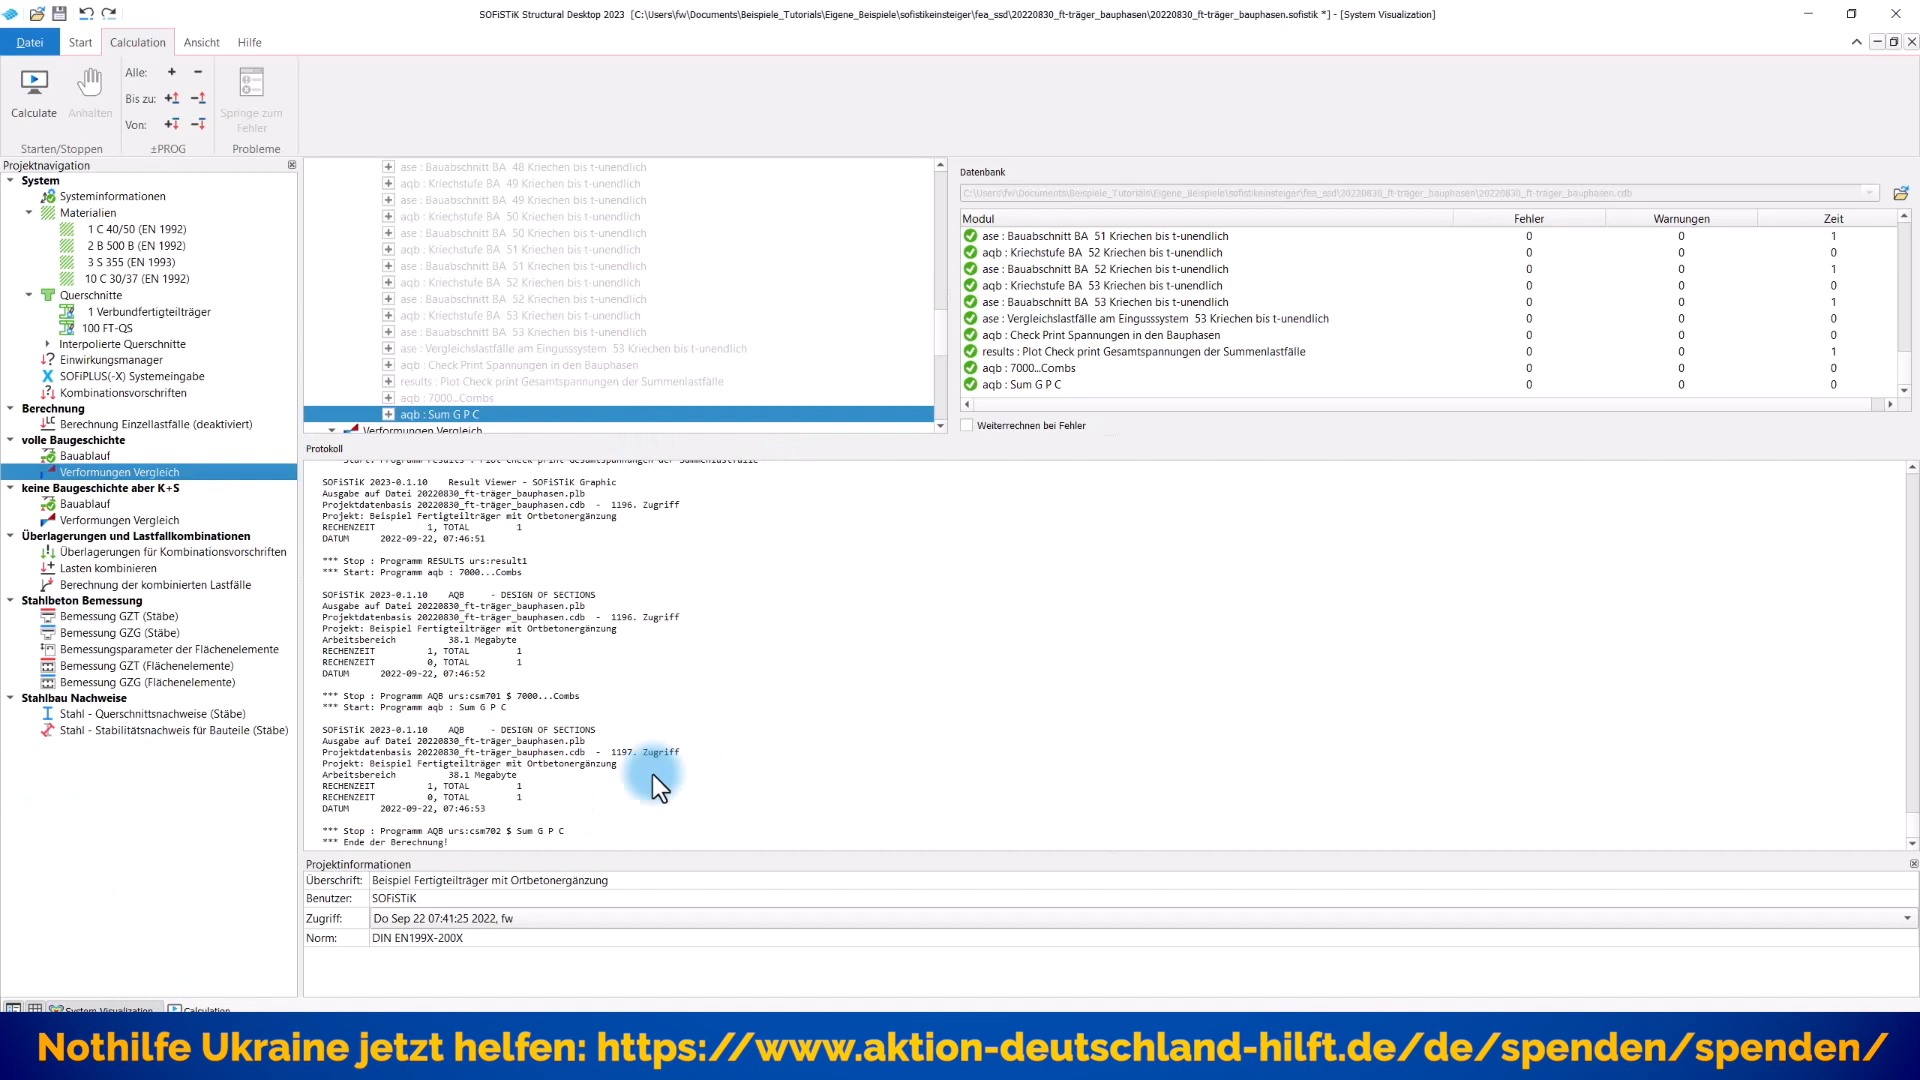 SOFiSTiK Structural Desktop 2023 [C:\Users\fw\Documents\Beispiele_Tutorials\Eigene_Beispiele\sofistikeinsteiger\fea_ssd\20220830_ft-träger_bauphasen\20220830_ft-träger_bauphasen.sofistik *] - [System Visualization]
Datei Start Calculation Ansicht Hilfe
Calculate
Anhalten
Alle:
Bis zu:
Von:
Springe zum
Fehler
Starten/Stoppen
±PROG
Probleme
Projektnavigation
System
Systeminformationen
Materialien
1 C 40/50 (EN 1992)
2 B 500 B (EN 1992)
3 S 355 (EN 1993)
10 C 30/37 (EN 1992)
Querschnitte
1 Verbundfertigteilträger
100 FT-QS
Interpolierte Querschnitte
Einwirkungsmanager
SOFiPLUS(-X) Systemeingabe
Kombinationsvorschriften
Berechnung
Berechnung Einzellastfälle (deaktiviert)
volle Baugeschichte
Bauablauf
Verformungen Vergleich
keine Baugeschichte aber K+S
Bauablauf
Verformungen Vergleich
Überlagerungen und Lastfallkombinationen
Überlagerungen für Kombinationsvorschriften
Lasten kombinieren
Berechnung der kombinierten Lastfälle
Stahlbeton Bemessung
Bemessung GZT (Stäbe)
Bemessung GZG (Stäbe)
Bemessungsparameter der Flächenelemente
Bemessung GZT (Flächenelemente)
Bemessung GZG (Flächenelemente)
Stahlbau Nachweise
Stahl - Querschnittsnachweise (Stäbe)
Stahl - Stabilitätsnachweis für Bauteile (Stäbe)
ase : Bauabschnitt BA 48 Kriechen bis t-unendlich
aqb : Kriechstufe BA 49 Kriechen bis t-unendlich
ase : Bauabschnitt BA 49 Kriechen bis t-unendlich
aqb : Kriechstufe BA 50 Kriechen bis t-unendlich
ase : Bauabschnitt BA 50 Kriechen bis t-unendlich
aqb : Kriechstufe BA 51 Kriechen bis t-unendlich
ase : Bauabschnitt BA 51 Kriechen bis t-unendlich
aqb : Kriechstufe BA 52 Kriechen bis t-unendlich
ase : Bauabschnitt BA 52 Kriechen bis t-unendlich
aqb : Kriechstufe BA 53 Kriechen bis t-unendlich
ase : Bauabschnitt BA 53 Kriechen bis t-unendlich
ase : Vergleichslastfälle am Eingusssystem 53 Kriechen bis t-unendlich
aqb : Check Print Spannungen in den Bauphasen
results : Plot Check print Gesamtspannungen der Summenlastfälle
aqb : 7000...Combs
aqb : Sum G P C
Verformungen Vergleich
Datenbank
C:\Users\fw\Documents\Beispiele_Tutorials\Eigene_Beispiele\sofistikeinsteiger\fea_ssd\20220830_ft-träger_bauphasen\20220830_ft-träger_bauphasen.cdb
Modul Fehler Warnungen Zeit
ase : Bauabschnitt BA 51 Kriechen bis t-unendlich 0 0 1
aqb : Kriechstufe BA 52 Kriechen bis t-unendlich 0 0 0
ase : Bauabschnitt BA 52 Kriechen bis t-unendlich 0 0 1
aqb : Kriechstufe BA 53 Kriechen bis t-unendlich 0 0 0
ase : Bauabschnitt BA 53 Kriechen bis t-unendlich 0 0 1
ase : Vergleichslastfälle am Eingusssystem 53 Kriechen bis t-unendlich 0 0 0
aqb : Check Print Spannungen in den Bauphasen 0 0 0
results : Plot Check print Gesamtspannungen der Summenlastfälle 0 0 1
aqb : 7000...Combs 0 0 0
aqb : Sum G P C 0 0 0
Weiterrechnen bei Fehler
Protokoll
*** Start: Programm results : Plot Check print Gesamtspannungen der Summenlastfälle
SOFiSTiK 2023-0.1.10 Result Viewer - SOFiSTiK Graphic
Ausgabe auf Datei 20220830_ft-träger_bauphasen.plb
Projektdatenbasis 20220830_ft-träger_bauphasen.cdb - 1196. Zugriff
Projekt: Beispiel Fertigteilträger mit Ortbetonergänzung
RECHENZEIT 1, TOTAL 1
DATUM 2022-09-22, 07:46:51
*** Stop : Programm RESULTS urs:result1
*** Start: Programm aqb : 7000...Combs
SOFiSTiK 2023-0.1.10 AQB - DESIGN OF SECTIONS
Ausgabe auf Datei 20220830_ft-träger_bauphasen.plb
Projektdatenbasis 20220830_ft-träger_bauphasen.cdb - 1196. Zugriff
Projekt: Beispiel Fertigteilträger mit Ortbetonergänzung
Arbeitsbereich 38.1 Megabyte
RECHENZEIT 1, TOTAL 1
RECHENZEIT 0, TOTAL 1
DATUM 2022-09-22, 07:46:52
*** Stop : Programm AQB urs:csm701 $ 7000...Combs
*** Start: Programm aqb : Sum G P C
SOFiSTiK 2023-0.1.10 AQB - DESIGN OF SECTIONS
Ausgabe auf Datei 20220830_ft-träger_bauphasen.plb
Projektdatenbasis 20220830_ft-träger_bauphasen.cdb - 1197. Zugriff
Projekt: Beispiel Fertigteilträger mit Ortbetonergänzung
Arbeitsbereich 38.1 Megabyte
RECHENZEIT 1, TOTAL 1
RECHENZEIT 0, TOTAL 1
DATUM 2022-09-22, 07:46:53
*** Stop : Programm AQB urs:csm702 $ Sum G P C
*** Ende der Berechnung!
Projektinformationen
Überschrift: Beispiel Fertigteilträger mit Ortbetonergänzung
Benutzer: SOFiSTiK
Zugriff: Do Sep 22 07:41:25 2022, fw
Norm: DIN EN199X-200X
System Visualization Calculation
Nothilfe Ukraine jetzt helfen: https://www.aktion-deutschland-hilft.de/de/spenden/spenden/